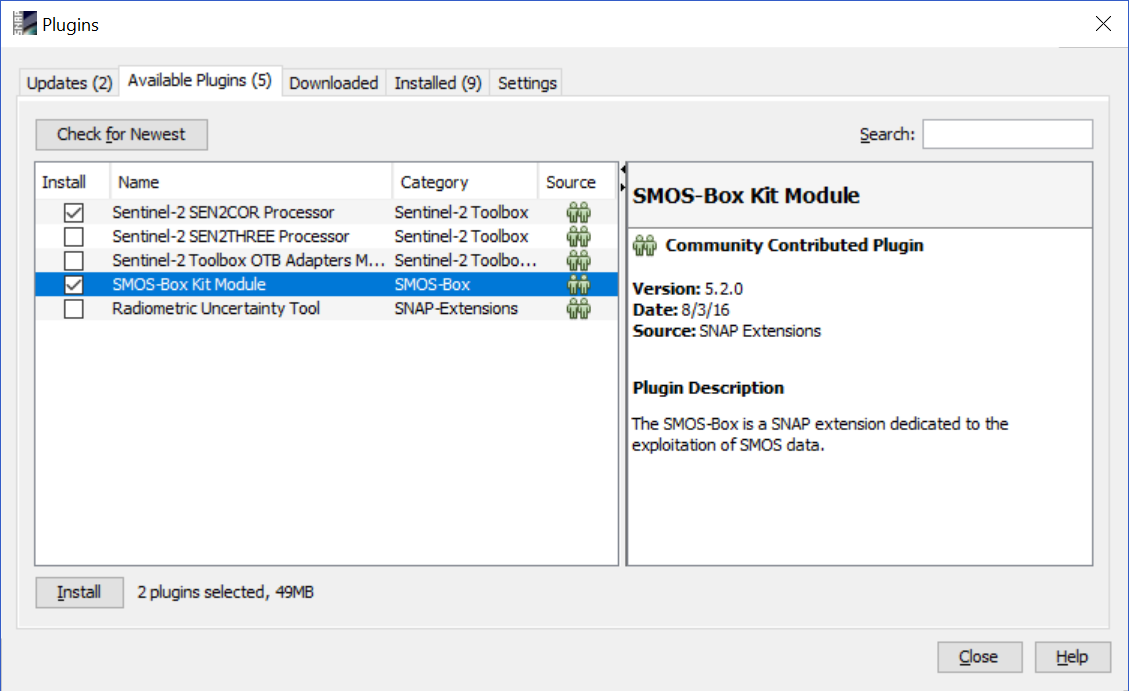 SNAP
Plugins
Updates (2) Available Plugins (5) Downloaded Installed (9) Settings
Check for Newest
Search:
Install Name Category Source
Sentinel-2 SEN2COR Processor Sentinel-2 Toolbox
Sentinel-2 SEN2THREE Processor Sentinel-2 Toolbox
Sentinel-2 Toolbox OTB Adapters M... Sentinel-2 Toolbo...
SMOS-Box Kit Module SMOS-Box
Radiometric Uncertainty Tool SNAP-Extensions
SMOS-Box Kit Module
Community Contributed Plugin
Version: 5.2.0
Date: 8/3/16
Source: SNAP Extensions
Plugin Description
The SMOS-Box is a SNAP extension dedicated to the
exploitation of SMOS data.
Install 2 plugins selected, 49MB
Close Help